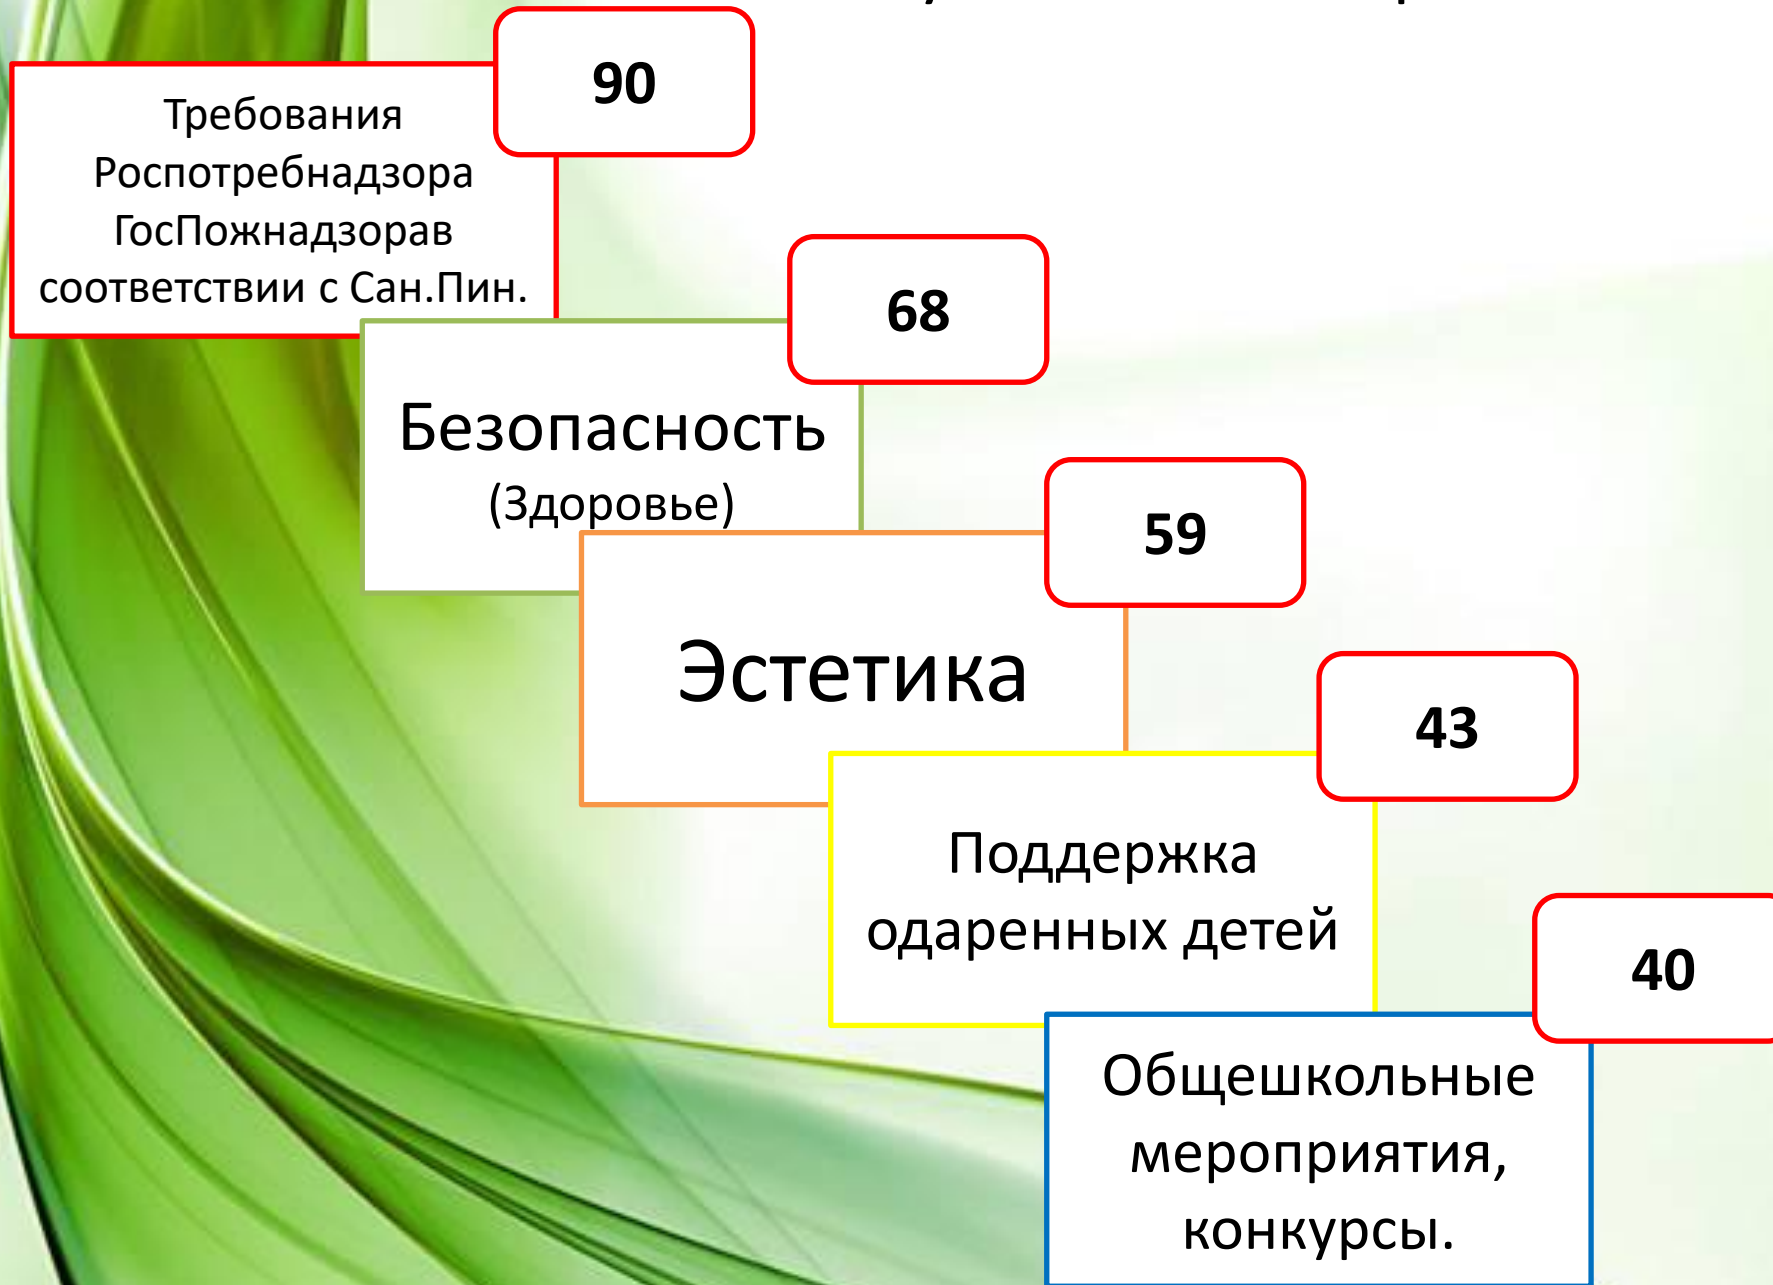 90
Требования
Роспотребнадзора
ГосПожнадзорав
соответствии с Сан.Пин.
68
Безопасность
(Здоровье)
59
Эстетика
43
Поддержка
одаренных детей
40
Общешкольные
мероприятия,
конкурсы.